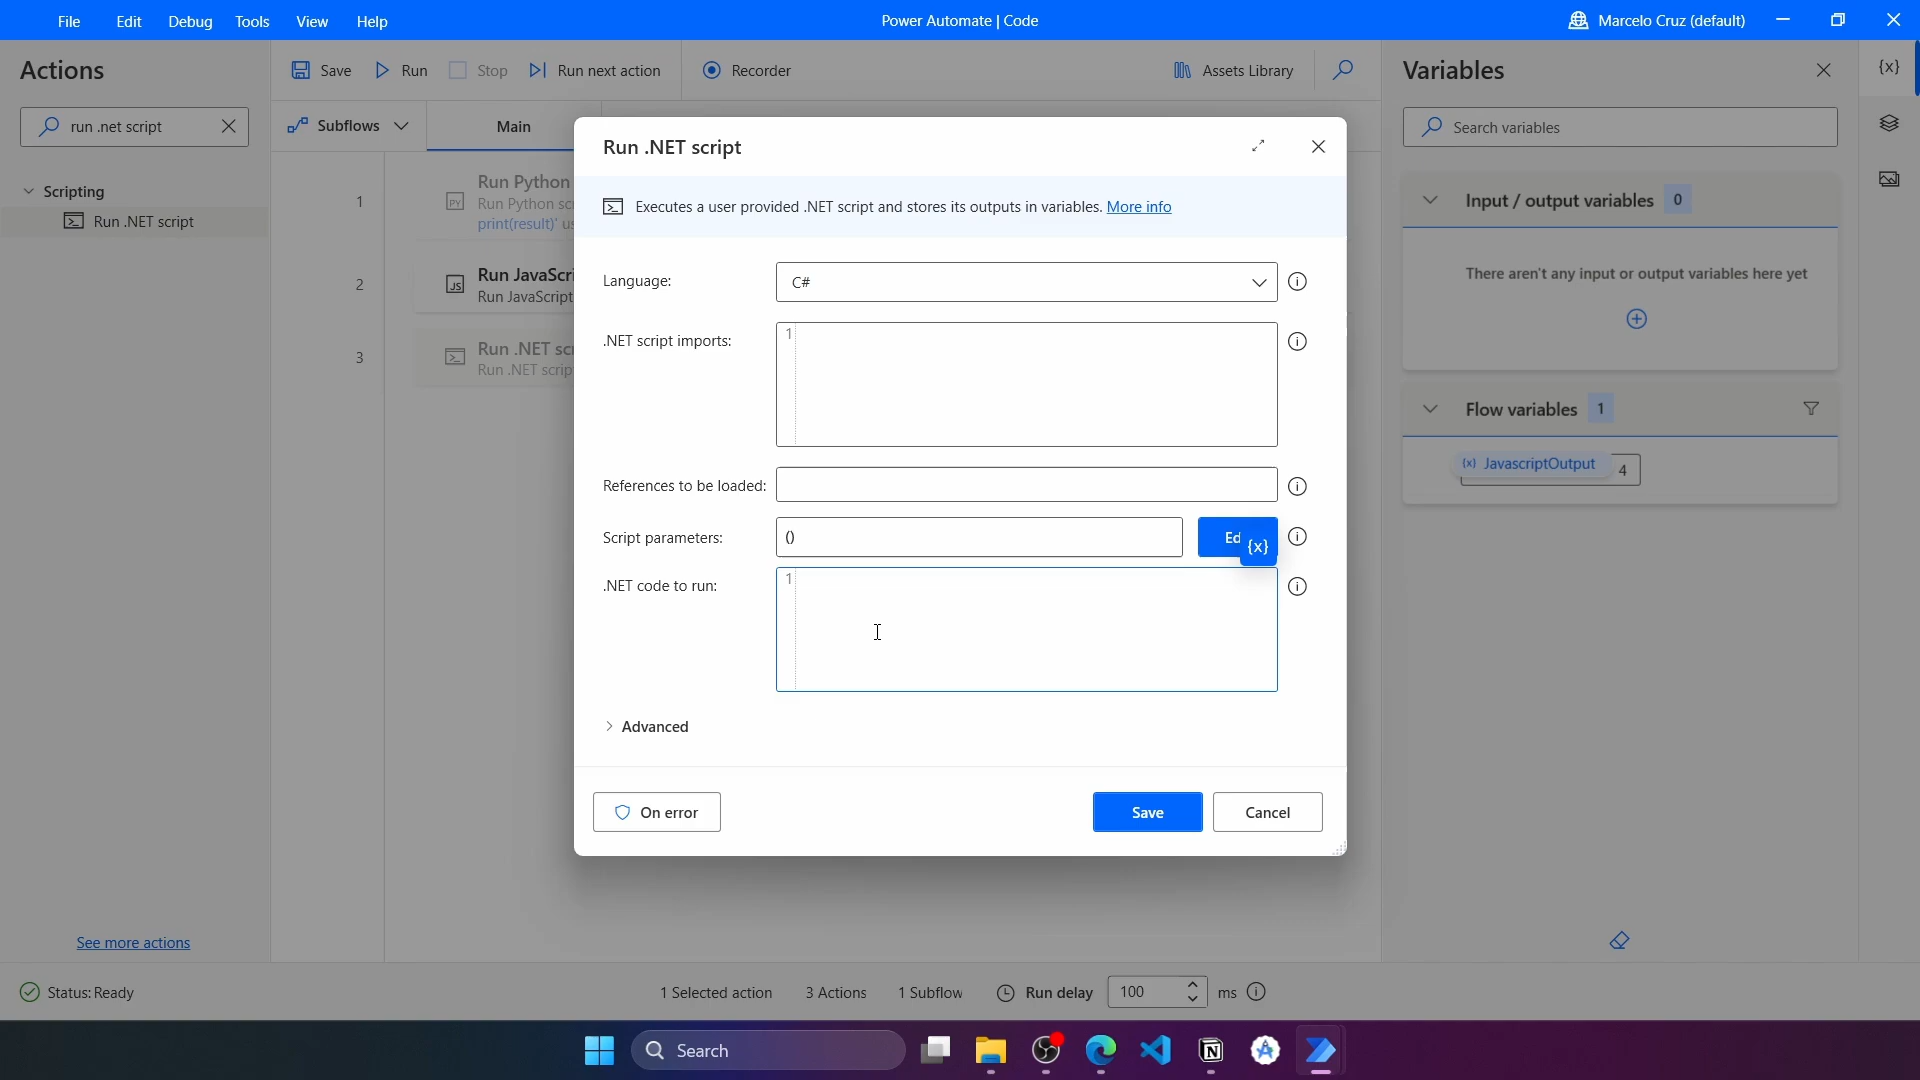 File Edit Debug Tools View Help
Power Automate | Code
Marcelo Cruz (default)
Actions
run .net script
Scripting
Run .NET script
See more actions
Save Run Stop Run next action Recorder
Assets Library
Subflows Main
1
Run Python
Run Python sc
print(result)' u
2
Run JavaScri
Run JavaScript
3
Run .NET sc
Run .NET scrip
Run .NET script
Executes a user provided .NET script and stores its outputs in variables. More info
Language: C#
.NET script imports: 1
References to be loaded:
Script parameters: () Ed {x}
.NET code to run: 1
Advanced
On error Save Cancel
Variables
{x}
Search variables
Input / output variables 0
There aren't any input or output variables here yet
Flow variables 1
{x} JavascriptOutput 4
Status: Ready
1 Selected action 3 Actions 1 Subflow Run delay 100 ms
Search